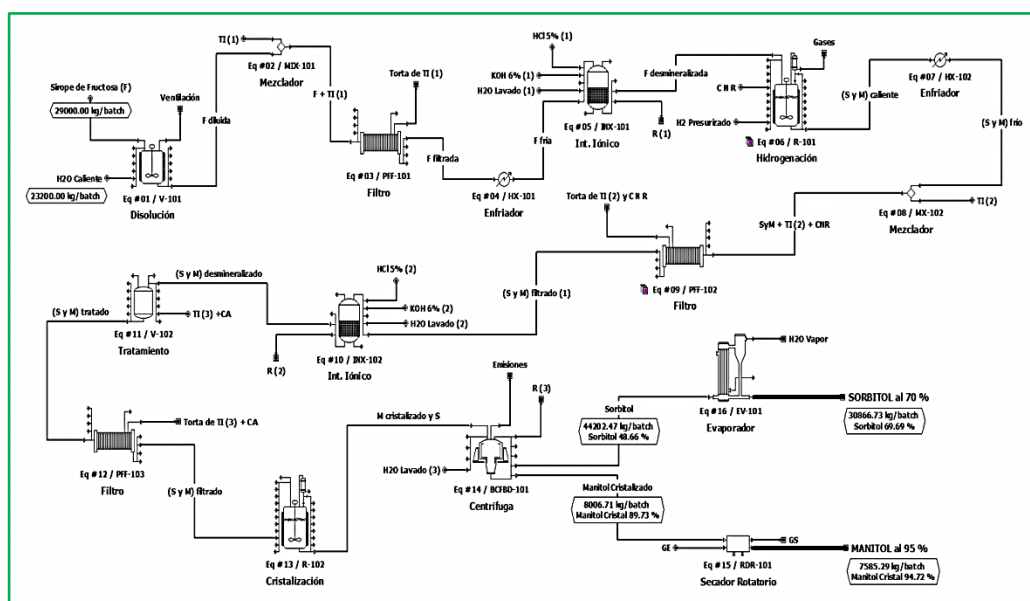 TI (1)
Eq #02 / MIX-101
Mezclador
Sirope de Fructosa (F)
29000.00 kg/batch
Ventilación
F diluida
H2O Caliente
23200.00 kg/batch
Eq #01 / V-101
Disolución
F + TI (1)
Torta de TI (1)
Eq #03 / PFF-101
Filtro
F filtrada
Eq #04 / HX-101
Enfriador
F fría
HCl 5% (1)
KOH 6% (1)
H2O Lavado (1)
Eq #05 / INX-101
Int. Iónico
R (1)
F desmineralizada
Gases
C N R
H2 Presurizado
Eq #06 / R-101
Hidrogenación
(S y M) caliente
Eq #07 / HX-102
Enfriador
(S y M) frío
Eq #08 / MX-102
Mezclador
TI (2)
SyM + TI (2) + CNR
Torta de TI (2) y C N R
Eq #09 / PFF-102
Filtro
(S y M) filtrado (1)
HCl 5% (2)
KOH 6% (2)
H2O Lavado (2)
Eq #10 / INX-102
Int. Iónico
R (2)
(S y M) desmineralizado
TI (3) +CA
Eq #11 / V-102
Tratamiento
(S y M) tratado
Torta de TI (3) + CA
Eq #12 / PFF-103
Filtro
(S y M) filtrado
Eq #13 / R-102
Cristalización
M cristalizado y S
Emisiones
R (3)
H2O Lavado (3)
Eq #14 / BCFBD-101
Centrífuga
Sorbitol
44202.47 kg/batch
Sorbitol 48.66 %
H2O Vapor
Eq #16 / EV-101
Evaporador
SORBITOL al 70 %
30866.73 kg/batch
Sorbitol 69.69 %
Manitol Cristalizado
8006.71 kg/batch
Manitol Cristal 89.73 %
GE
GS
Eq #15 / RDR-101
Secador Rotatorio
MANITOL al 95 %
7585.29 kg/batch
Manitol Cristal 94.72 %